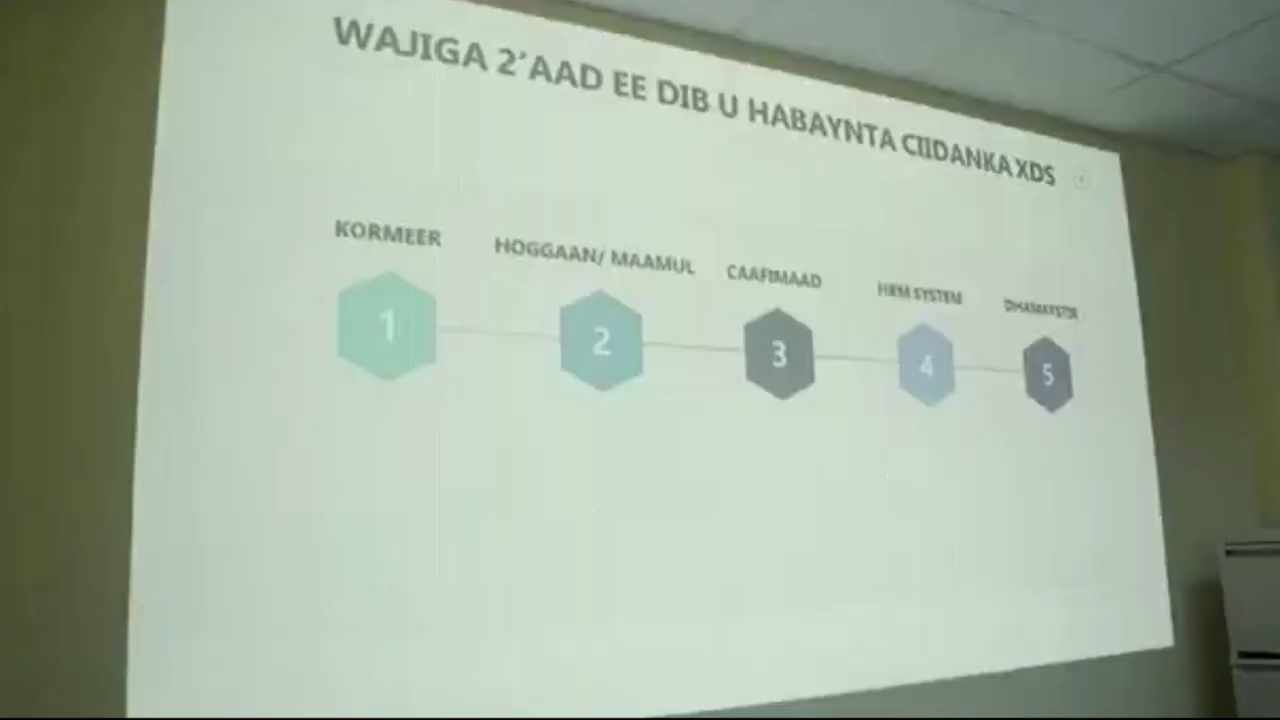 WAJIGA 2'AAD EE DIB U HABAYNTA CIIDANKA XDS
KORMEER
HOGGAAN/ MAAMUL
CAAFIMAAD
HRM SYSTEM
1
2
3
4
5